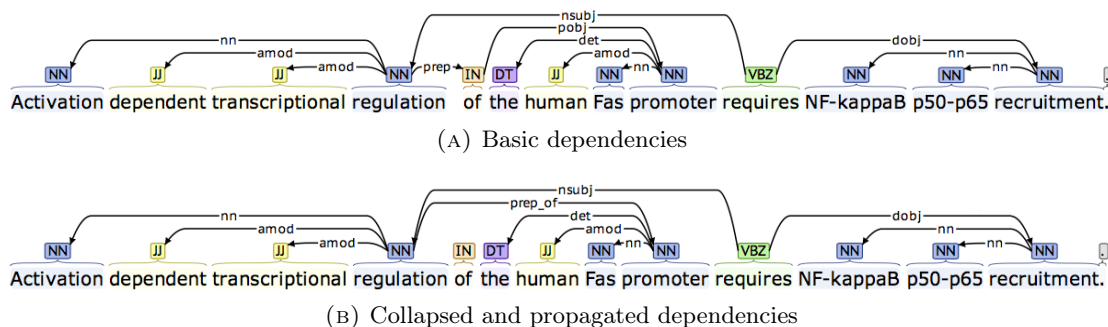 nsubj
pobj
nn det dobj
amod amod nn
amod prep nn nn
NN JJ JJ NN IN DT JJ NN NN VBZ NN NN NN .
Activation dependent transcriptional regulation of the human Fas promoter requires NF-kappaB p50-p65 recruitment.
(A) Basic dependencies
nsubj
prep_of
nn det dobj
amod amod nn
amod nn nn
NN JJ JJ NN IN DT JJ NN NN VBZ NN NN NN .
Activation dependent transcriptional regulation of the human Fas promoter requires NF-kappaB p50-p65 recruitment.
(B) Collapsed and propagated dependencies